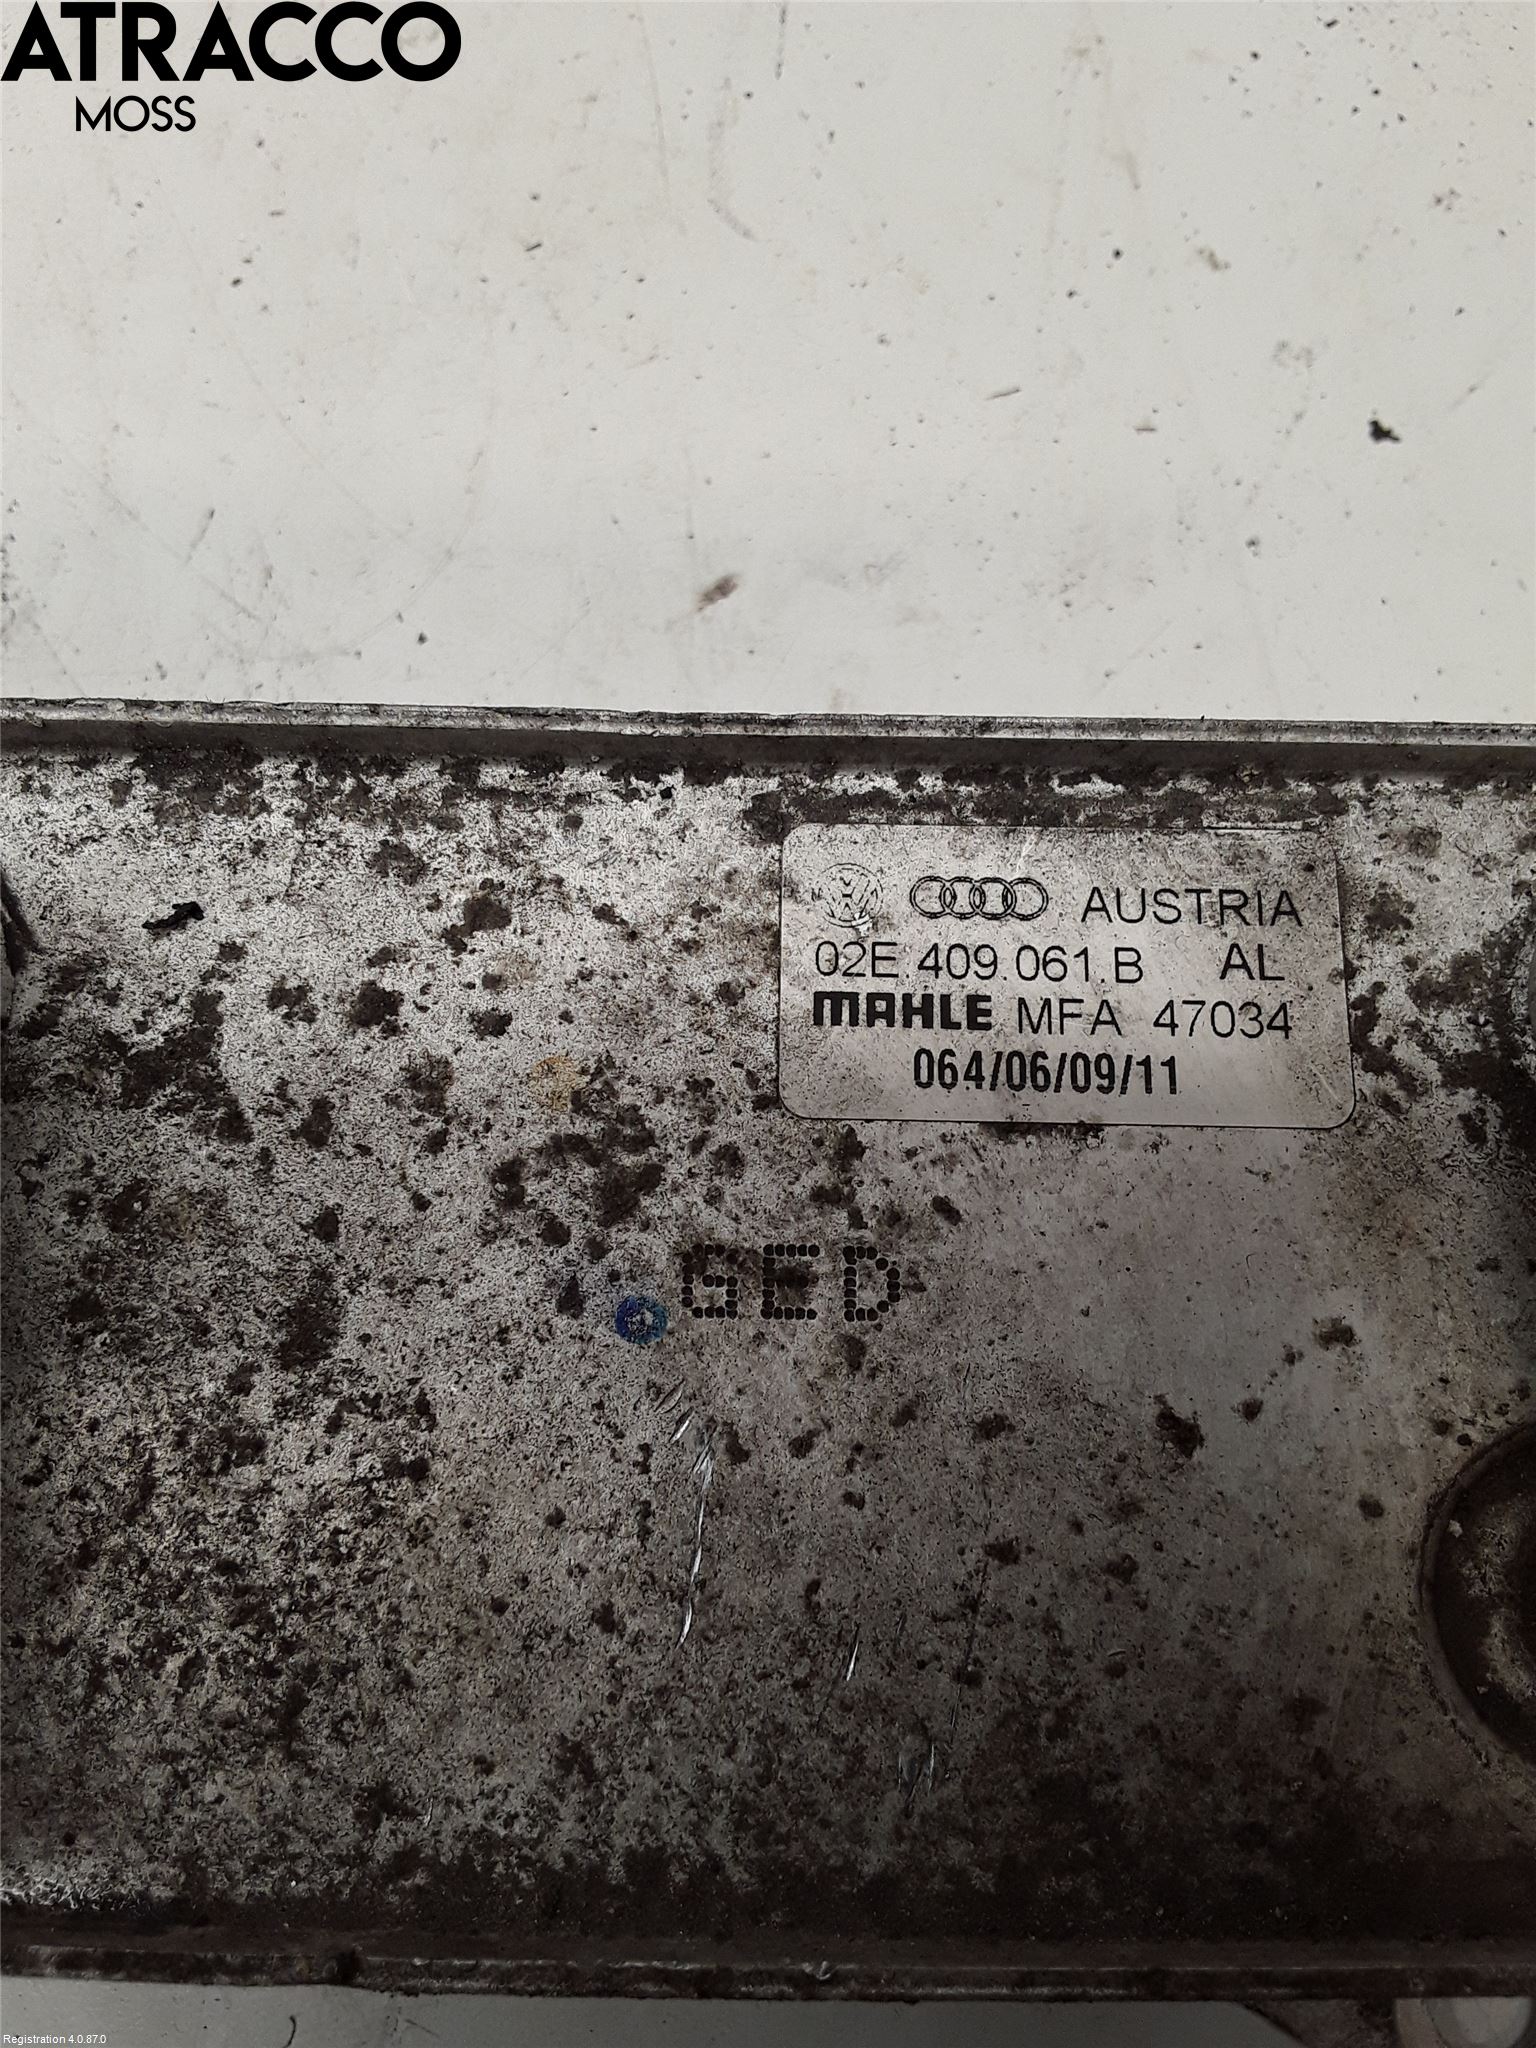 ATRACCO
MOSS
AUSTRIA
02E.409.061.B AL
MAHLE MFA 47034
064/06/09/11
GED
Registration 4.0.87.0